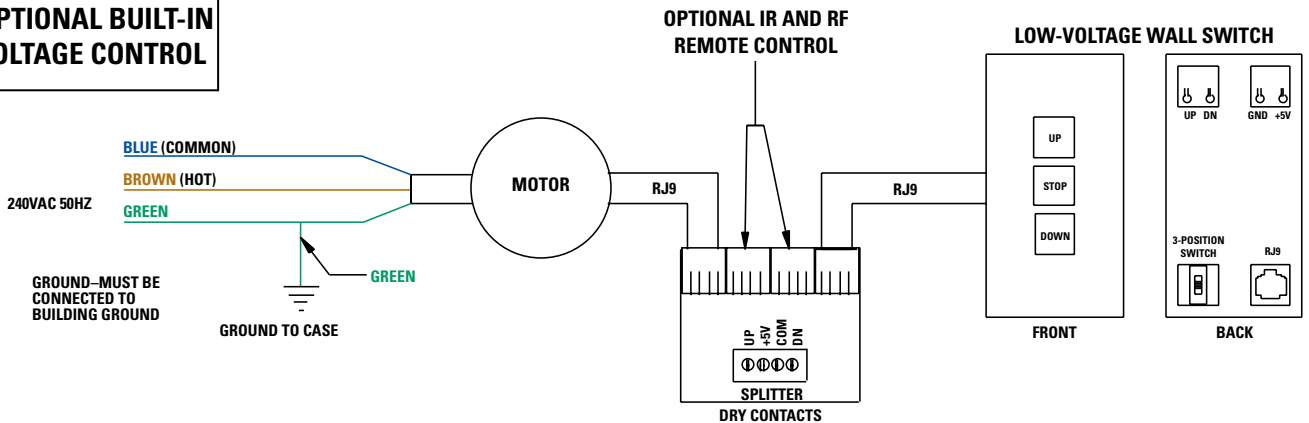 PTIONAL BUILT-IN
OLTAGE CONTROL
OPTIONAL IR AND RF
REMOTE CONTROL
LOW-VOLTAGE WALL SWITCH
BLUE (COMMON)
BROWN (HOT)
240VAC 50HZ
GREEN
GREEN
GROUND–MUST BE
CONNECTED TO
BUILDING GROUND
GROUND TO CASE
MOTOR
RJ9
RJ9
UP
+5V
COM
DN
SPLITTER
DRY CONTACTS
UP
STOP
DOWN
FRONT
UP DN
GND +5V
3-POSITION
SWITCH
RJ9
BACK